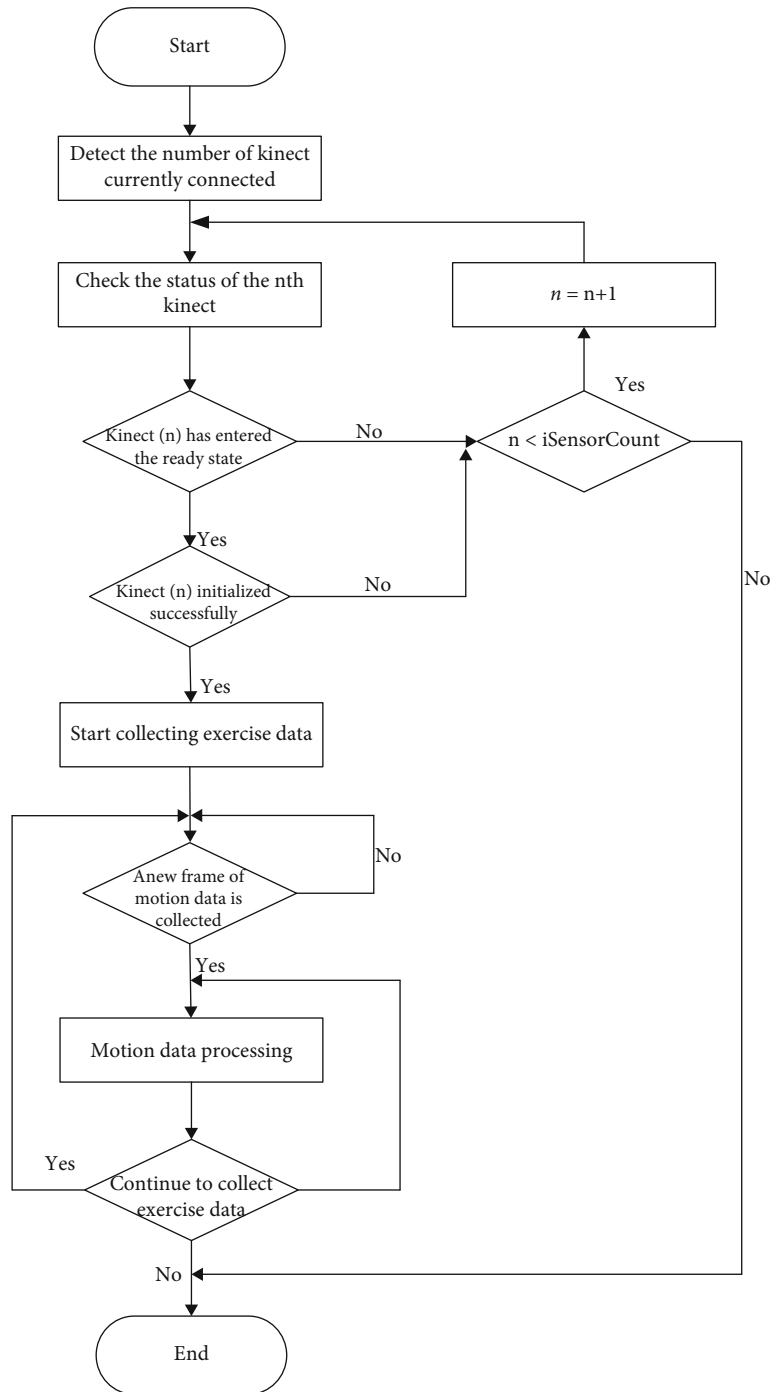 Start
Detect the number of kinect
currently connected
Check the status of the nth
kinect
n = n+1
Yes
Kinect (n) has entered
the ready state
No
n < iSensorCount
Yes
No
Kinect (n) initialized
successfully
No
Yes
Start collecting exercise data
No
Anew frame of
motion data is
collected
Yes
Motion data processing
Yes
Continue to collect
exercise data
No
End